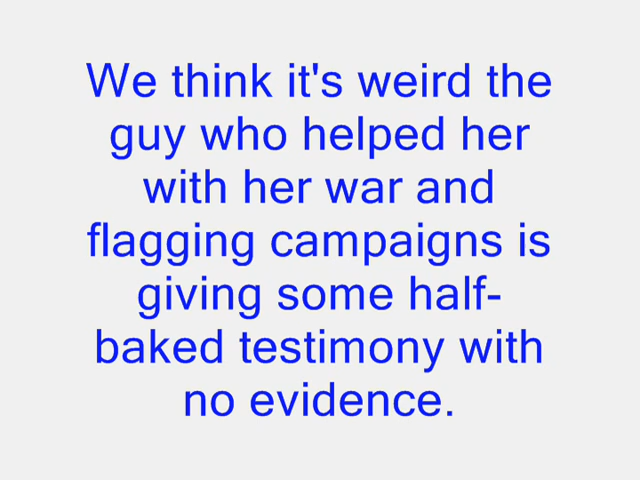 We think it's weird the
guy who helped her
with her war and
flagging campaigns is
giving some half-
baked testimony with
no evidence.